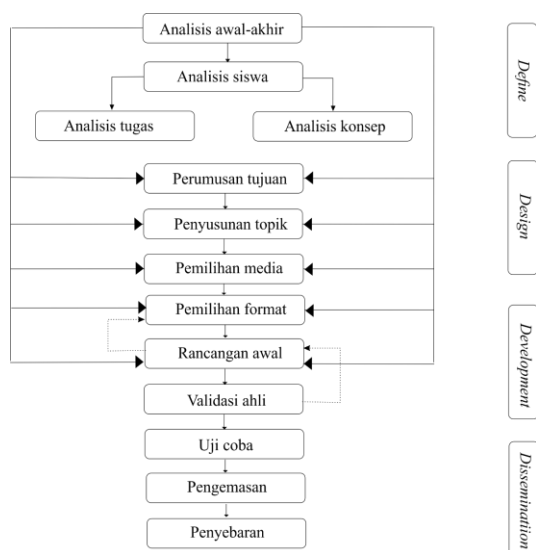 Analisis awal-akhir
Analisis siswa
Analisis tugas
Analisis konsep
Perumusan tujuan
Penyusunan topik
Pemilihan media
Pemilihan format
Rancangan awal
Validasi ahli
Uji coba
Pengemasan
Penyebaran
Define
Design
Development
Disseminatiion